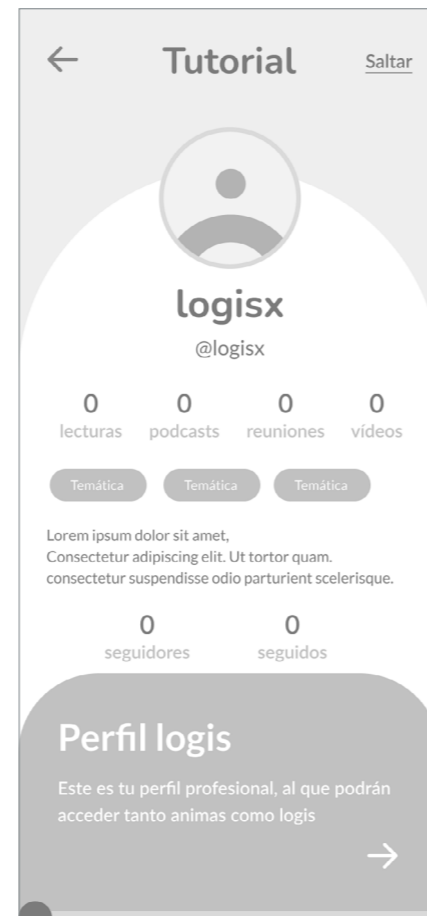 Tutorial
Saltar
logisx
@logisx
0 0 0 0
lecturas podcasts reuniones vídeos
Temática Temática Temática
Lorem ipsum dolor sit amet,
Consectetur adipiscing elit. Ut tortor quam.
consectetur suspendisse odio parturient scelerisque.
0 0
seguidores seguidos
Perfil logis
Este es tu perfil profesional, al que podrán
acceder tanto animas como logis